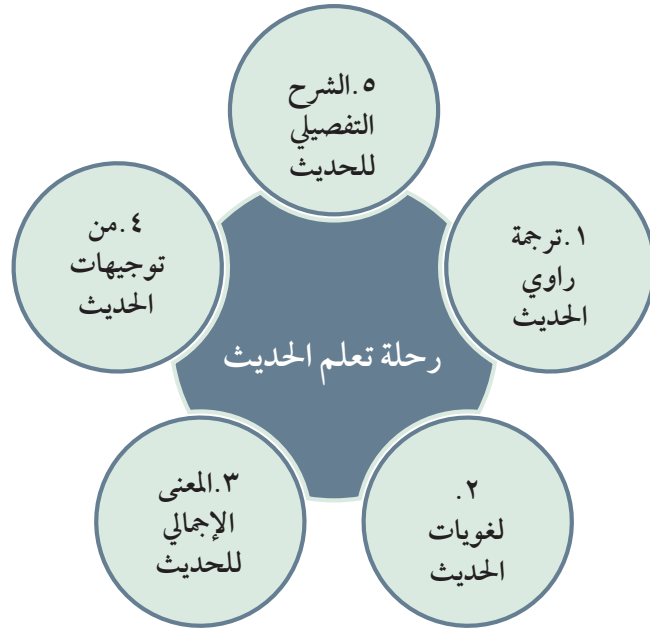 ٥.الشرح
التفصيلي
للحديث
١.ترجمة
راوي
الحديث
٤.من
توجيهات
الحديث
رحلة تعلم الحديث
٣.المعنى
الإجمالي
للحديث
٢.
لغويات
الحديث